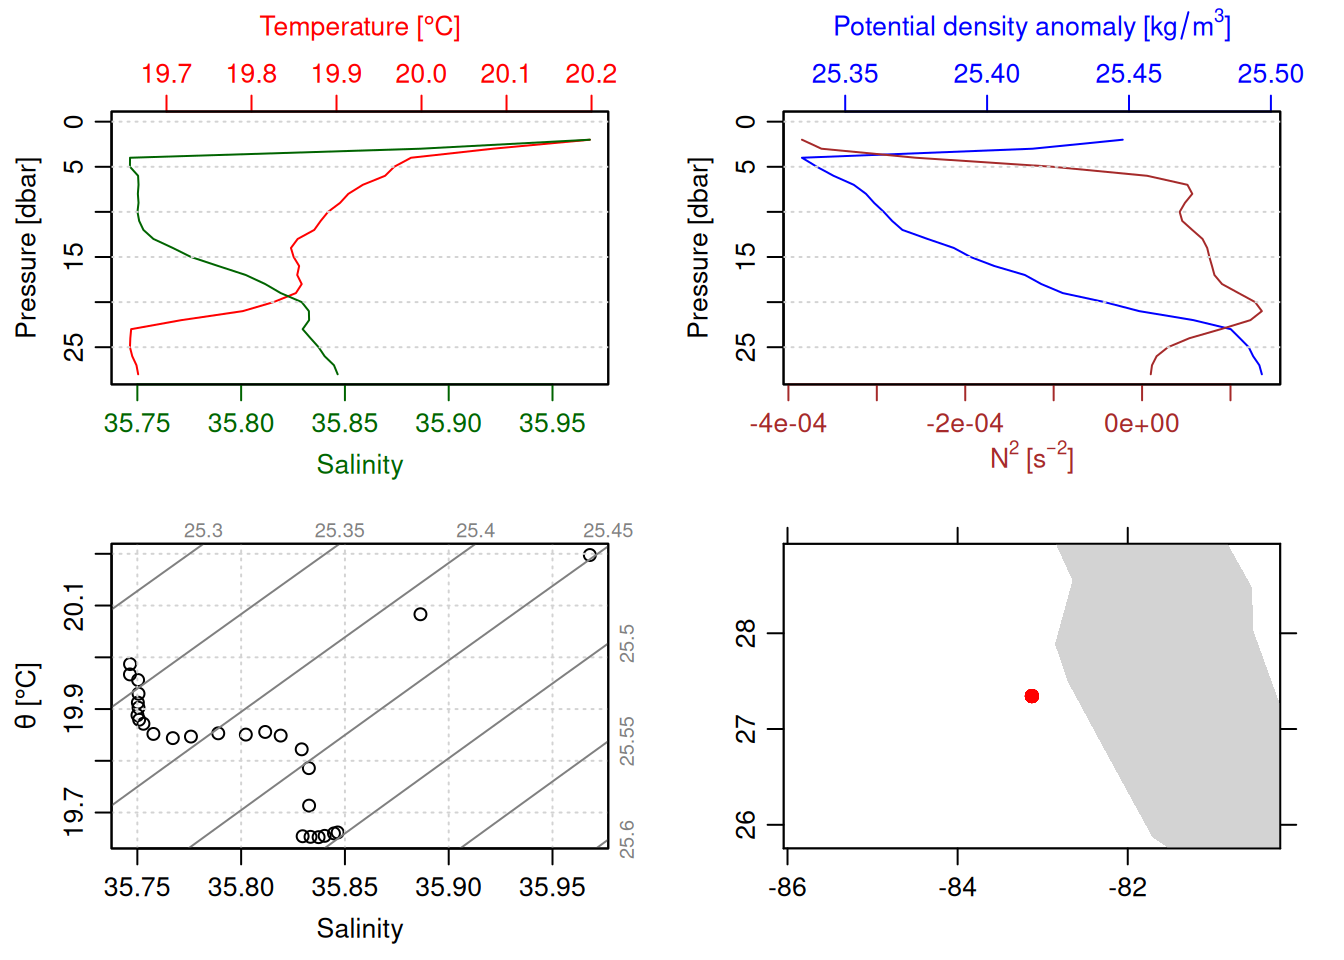 Temperature [°C]
19.7 19.8 19.9 20.0 20.1 20.2
Pressure [dbar]
0
5
15
25
35.75 35.80 35.85 35.90 35.95
Salinity
Potential density anomaly [kg/m³]
25.35 25.40 25.45 25.50
Pressure [dbar]
0
5
15
25
-4e-04 -2e-04 0e+00
N² [s⁻²]
25.3 25.35 25.4 25.45
θ [°C]
20.1
19.9
19.7
25.5
25.55
25.6
35.75 35.80 35.85 35.90 35.95
Salinity
28
27
26
-86 -84 -82